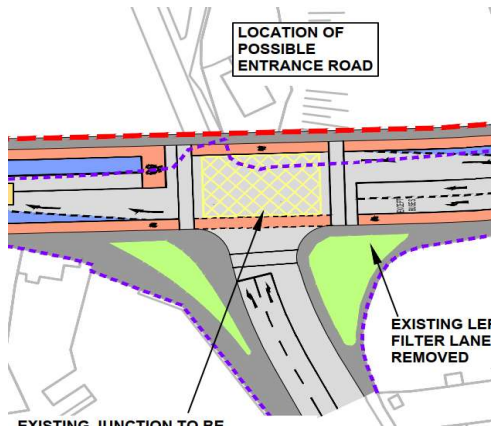 LOCATION OF
POSSIBLE
ENTRANCE ROAD
EXISTING LEF
FILTER LANE
REMOVED
EXISTING JUNCTION TO BE